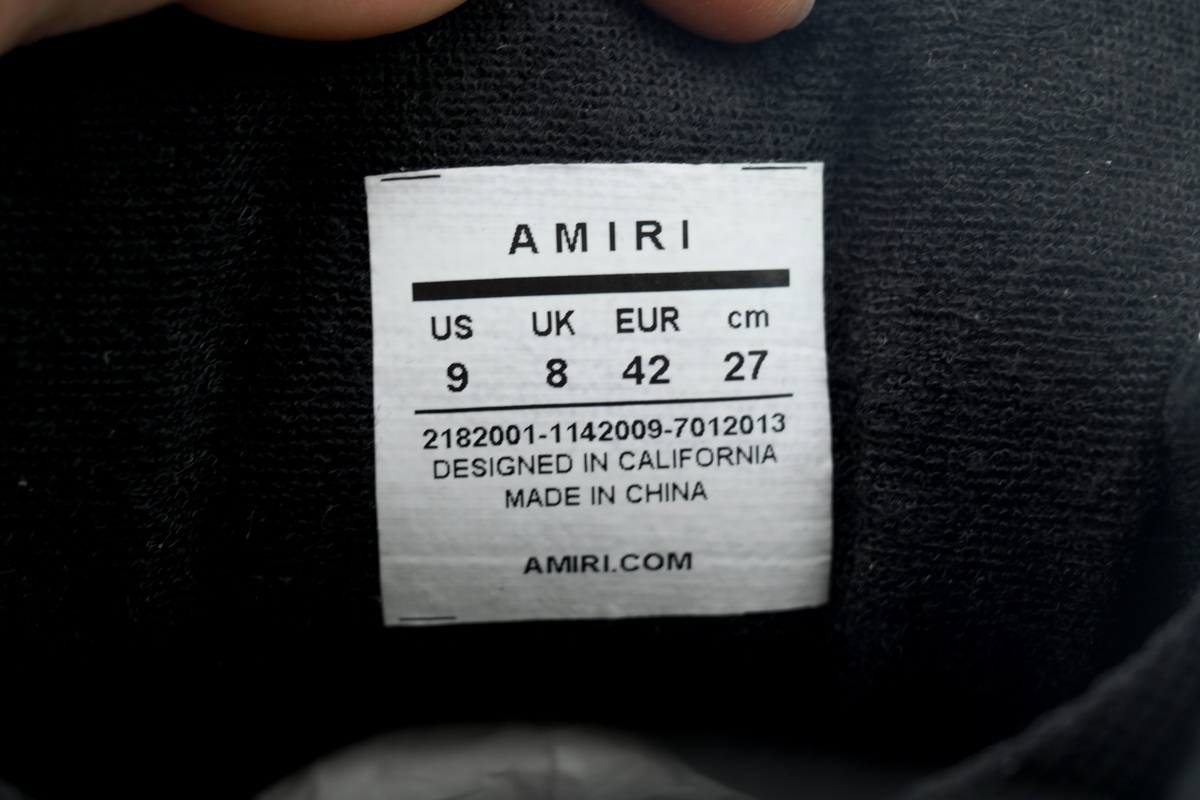 AMIRI
US UK EUR cm
9 8 42 27
2182001-1142009-7012013
DESIGNED IN CALIFORNIA
MADE IN CHINA
AMIRI.COM